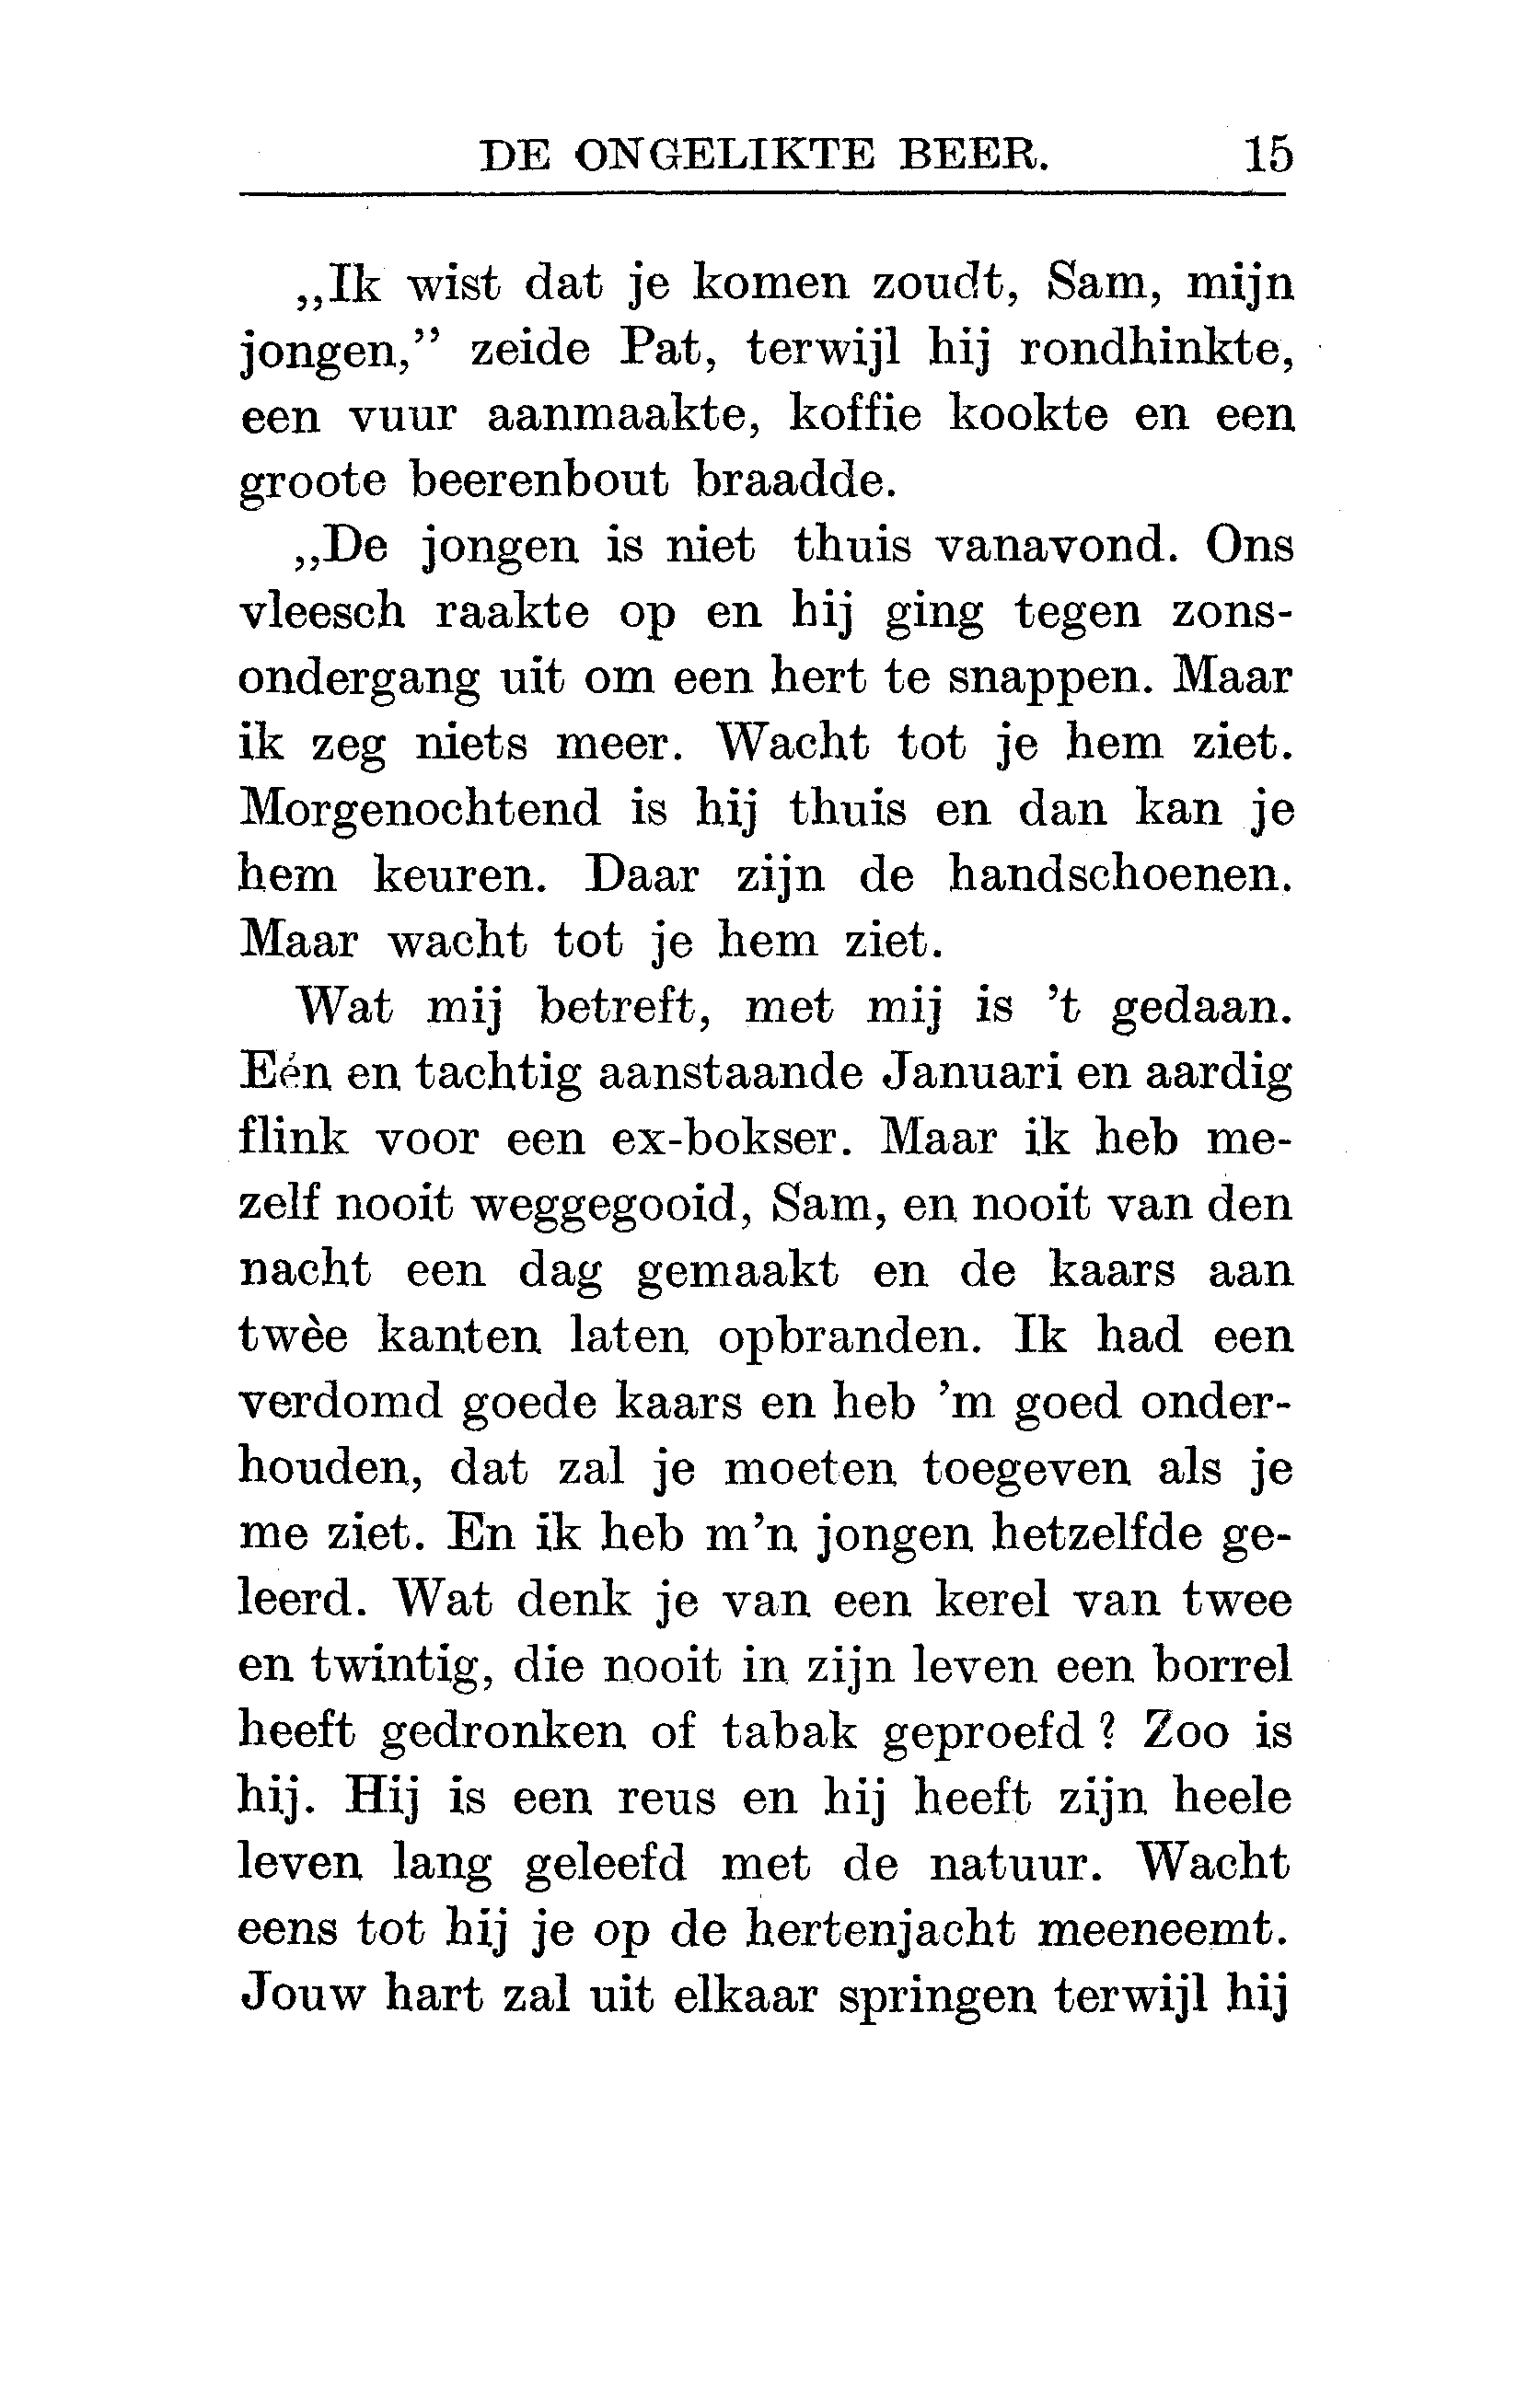 DE ONGELIKTE BEER. 15
„Ik wist dat je komen zoudt, Sam, mijn
jongen,” zeide Pat, terwijl hij rondhinkte,
een vuur aanmaakte, koffie kookte en een
groote beerenbout braadde.
„De jongen is niet thuis vanavond. Ons
vleesch raakte op en hij ging tegen zons-
ondergang uit om een hert te snappen. Maar
ik zeg niets meer. Wacht tot je hem ziet.
Morgenochtend is hij thuis en dan kan je
hem keuren. Daar zijn de handschoenen.
Maar wacht tot je hem ziet.
Wat mij betreft, met mij is ’t gedaan.
Eén en tachtig aanstaande Januari en aardig
flink voor een ex-bokser. Maar ik heb me-
zelf nooit weggegooid, Sam, en nooit van den
nacht een dag gemaakt en de kaars aan
twèe kanten laten opbranden. Ik had een
verdomd goede kaars en heb ’m goed onder-
houden, dat zal je moeten toegeven als je
me ziet. En ik heb m’n jongen hetzelfde ge-
leerd. Wat denk je van een kerel van twee
en twintig, die nooit in zijn leven een borrel
heeft gedronken of tabak geproefd ? Zoo is
hij. Hij is een reus en hij heeft zijn heele
leven lang geleefd met de natuur. Wacht
eens tot hij je op de hertenjacht meeneemt.
Jouw hart zal uit elkaar springen terwijl hij